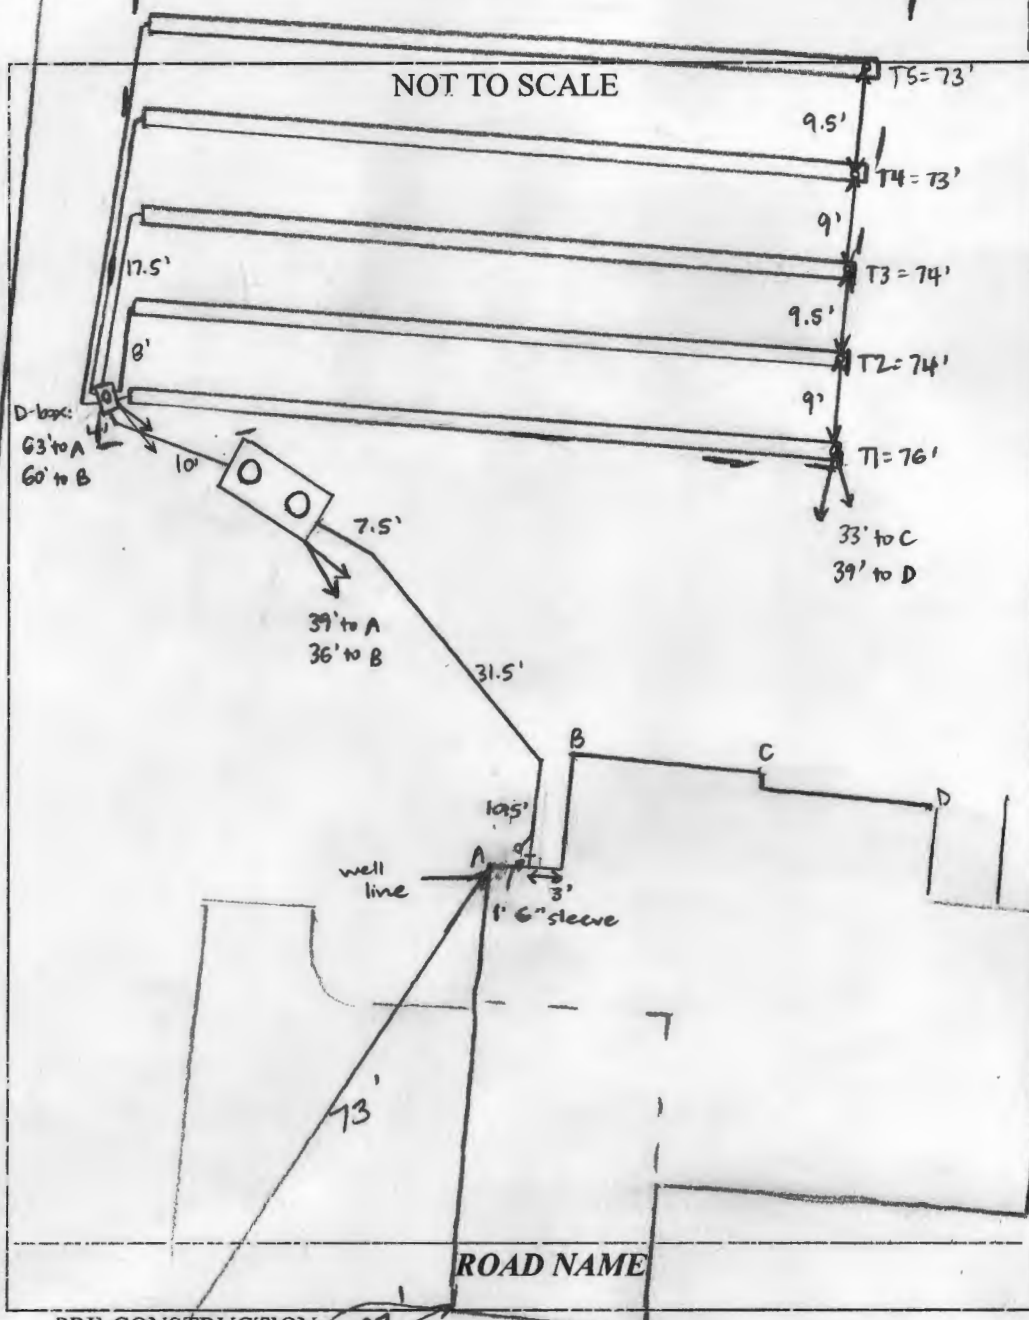 T5=73'
NOT TO SCALE
9.5'
T4=73'
9'
17.5'
T3=74'
9.5'
8'
T2=74'
9'
D-box:
63' to A
60' to B
4'
10'
T1=76'
7.5'
33' to C
39' to D
39' to A
36' to B
31.5'
B
C
D
10.5'
A
well
line
3'
1' 6" sleeve
73'
ROAD NAME